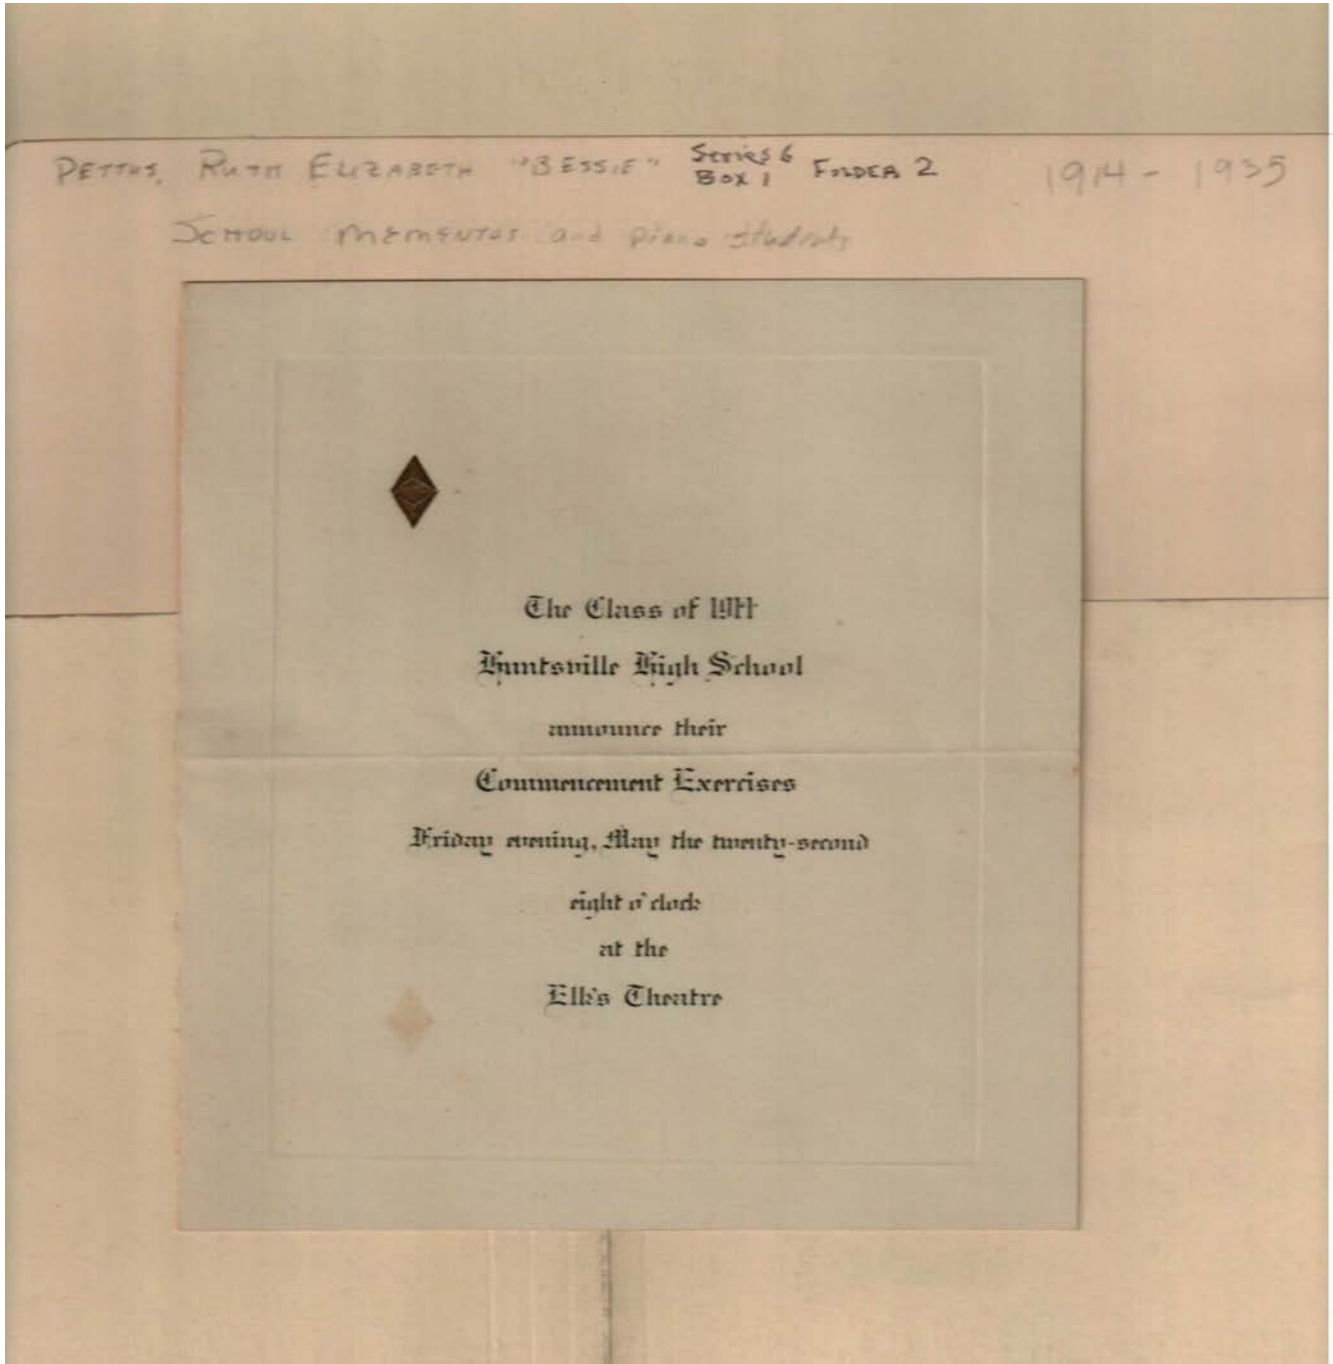 PETTUS, RUTH ELIZABETH "BESSIE" Series 6 Box 1 FOLDER 2 1914 - 1935
SCHOOL MEMENTOS and piano students
The Class of 1914
Huntsville High School
announce their
Commencement Exercises
Friday evening, May the twenty-second
eight o'clock
at the
Elk's Theatre